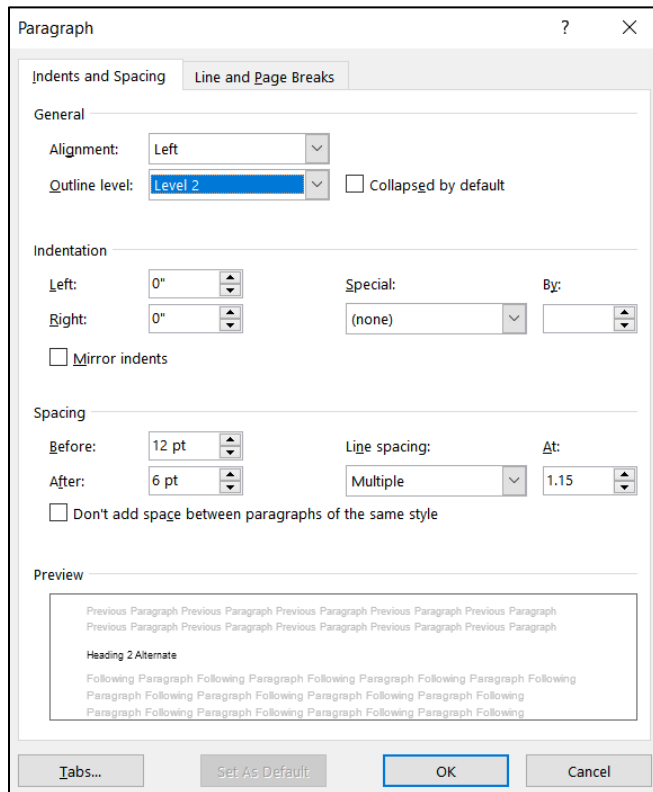 Paragraph ? ×
Indents and Spacing Line and Page Breaks
General
Alignment: Left
Outline level: Level 2 Collapsed by default
Indentation
Left: 0" Special: By:
Right: 0" (none)
Mirror indents
Spacing
Before: 12 pt Line spacing: At:
After: 6 pt Multiple 1.15
Don't add space between paragraphs of the same style
Preview
Previous Paragraph Previous Paragraph Previous Paragraph Previous Paragraph Previous Paragraph
Previous Paragraph Previous Paragraph Previous Paragraph Previous Paragraph Previous Paragraph
Heading 2 Alternate
Following Paragraph Following Paragraph Following Paragraph Following Paragraph Following
Paragraph Following Paragraph Following Paragraph Following Paragraph Following
Paragraph Following Paragraph Following Paragraph Following Paragraph Following
Tabs... Set As Default OK Cancel